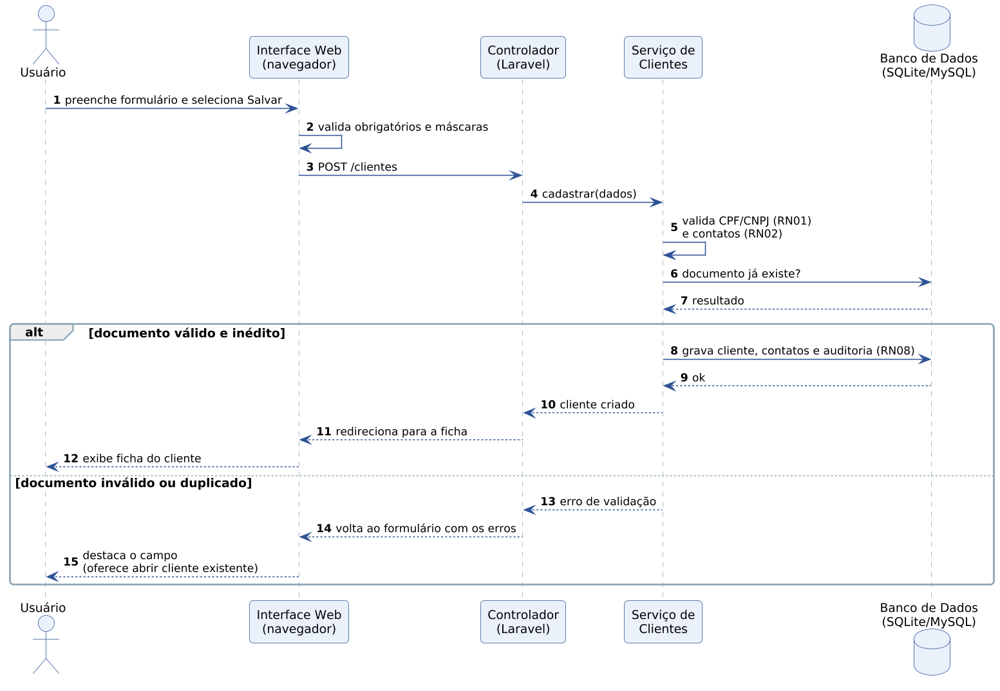 Usuário
Interface Web
(navegador)
Controlador
(Laravel)
Serviço de
Clientes
Banco de Dados
(SQLite/MySQL)
1 preenche formulário e seleciona Salvar
2 valida obrigatórios e máscaras
3 POST /clientes
4 cadastrar(dados)
5 valida CPF/CNPJ (RN01)
e contatos (RN02)
6 documento já existe?
7 resultado
alt [documento válido e inédito]
8 grava cliente, contatos e auditoria (RN08)
9 ok
10 cliente criado
11 redireciona para a ficha
12 exibe ficha do cliente
[documento inválido ou duplicado]
13 erro de validação
14 volta ao formulário com os erros
15 destaca o campo
(oferece abrir cliente existente)
Usuário
Interface Web
(navegador)
Controlador
(Laravel)
Serviço de
Clientes
Banco de Dados
(SQLite/MySQL)